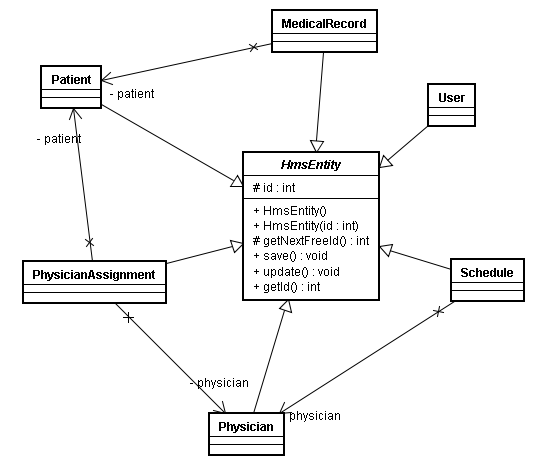 MedicalRecord
Patient
- patient
User
- patient
HmsEntity
# id : int
+ HmsEntity()
+ HmsEntity(id : int)
# getNextFreeId() : int
+ save() : void
+ update() : void
+ getId() : int
PhysicianAssignment
Schedule
- physician
physician
Physician